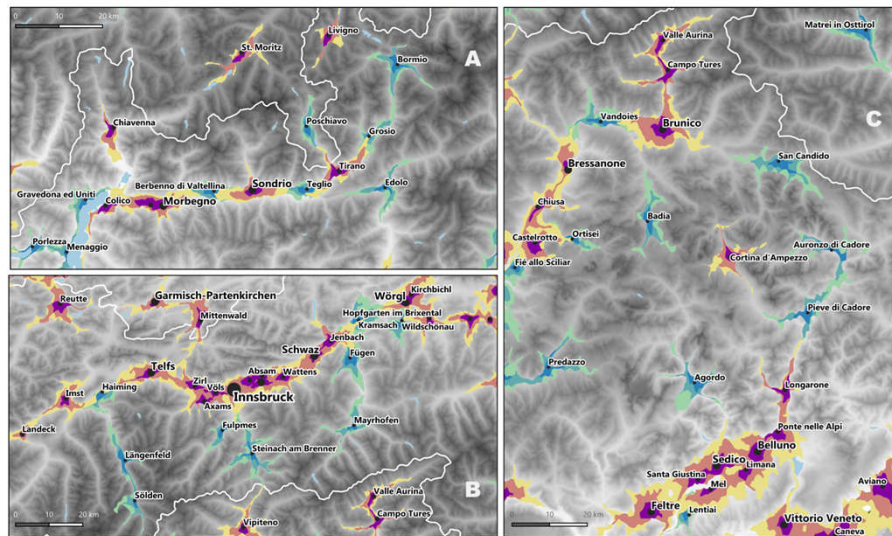 0 10 20 km
A
St. Moritz
Livigno
Bormio
Chiavenna
Poschiavo
Grosio
Tirano
Gravedona ed Uniti
Berbenno di Valtellina
Sondrio
Teglio
Edolo
Colico
Morbegno
Porlezza
Menaggio
Reutte
Garmisch-Partenkirchen
Mittenwald
Wörgl
Kirchbichl
Hopfgarten im Brixental
Kramsach
Wildschönau
Jenbach
Schwaz
Fügen
Telfs
Absam
Wattens
Zirl
Völs
Innsbruck
Haiming
Imst
Axams
Landeck
Fulpmes
Mayrhofen
Steinach am Brenner
Längenfeld
Sölden
B
Valle Aurina
Campo Tures
Vipiteno
0 10 20 km
Valle Aurina
Matrei in Osttirol
Campo Tures
C
Vandoies
Brunico
Bressanone
San Candido
Chiusa
Badia
Castelrotto
Ortisei
Fié allo Sciliar
Cortina d'Ampezzo
Auronzo di Cadore
Pieve di Cadore
Predazzo
Agordo
Longarone
Ponte nelle Alpi
Belluno
Sedico
Santa Giustina
Limana
Mel
Feltre
Lentiai
Aviano
Vittorio Veneto
Caneva
0 10 20 km